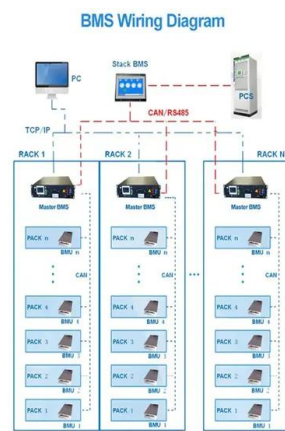 BMS Wiring Diagram
Stack BMS
PC
PCS
CAN/RS485
TCP/IP
RACK 1
RACK 2
RACK N
Master BMS
Master BMS
Master BMS
PACK n
BMU n
PACK n
BMU n
PACK n
BMU n
CAN
CAN
CAN
PACK 4
BMU 4
PACK 4
BMU 4
PACK 4
BMU 4
PACK 3
BMU 3
PACK 3
BMU 3
PACK 3
BMU 3
PACK 2
BMU 2
PACK 2
BMU 2
PACK 2
BMU 2
PACK 1
BMU 1
PACK 1
BMU 1
PACK 1
BMU 1